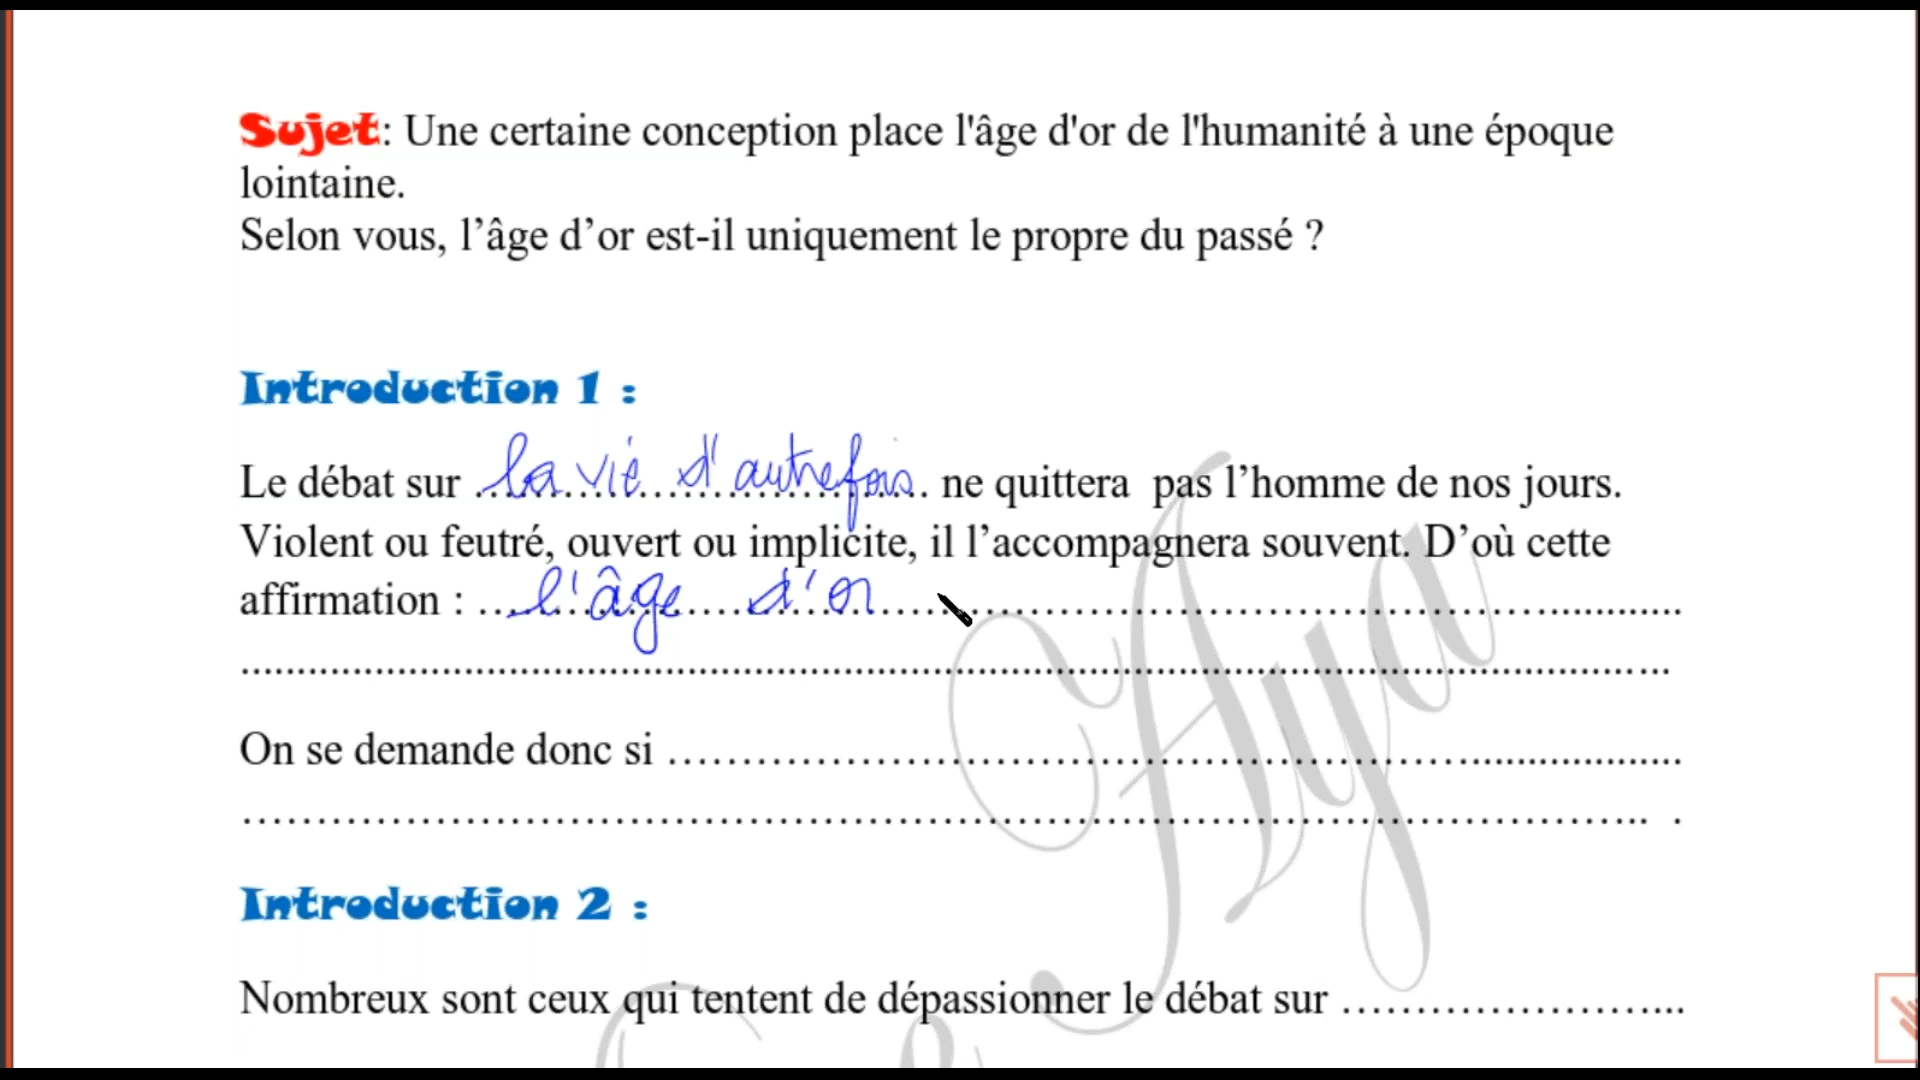 Sujet: Une certaine conception place l'âge d'or de l'humanité à une époque
lointaine.
Selon vous, l’âge d’or est-il uniquement le propre du passé ?
Introduction 1 :
Le débat sur ...la vie d'autrefois... ne quittera pas l’homme de nos jours.
Violent ou feutré, ouvert ou implicite, il l’accompagnera souvent. D’où cette
affirmation : ...l'âge d'or...
On se demande donc si ...
Introduction 2 :
Nombreux sont ceux qui tentent de dépassionner le débat sur ...
Aya